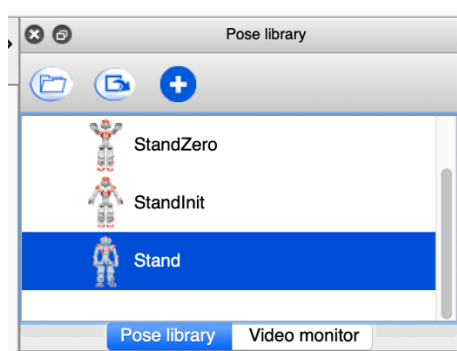 Pose library
StandZero
StandInit
Stand
Pose library Video monitor